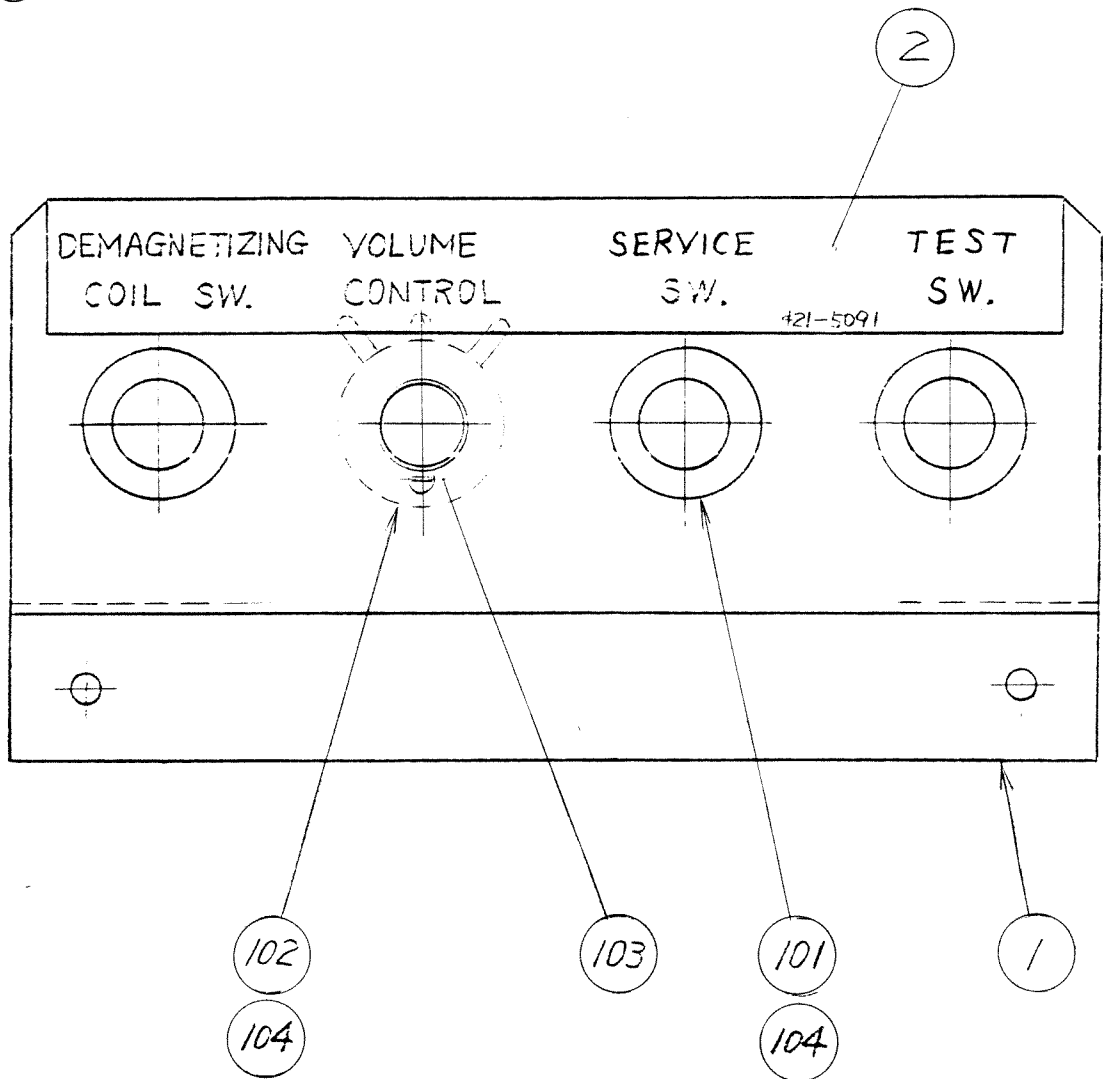 2
DEMAGNETIZING VOLUME SERVICE TEST
COIL SW. CONTROL SW. SW.
421-5091
102 103 101 1
104 104